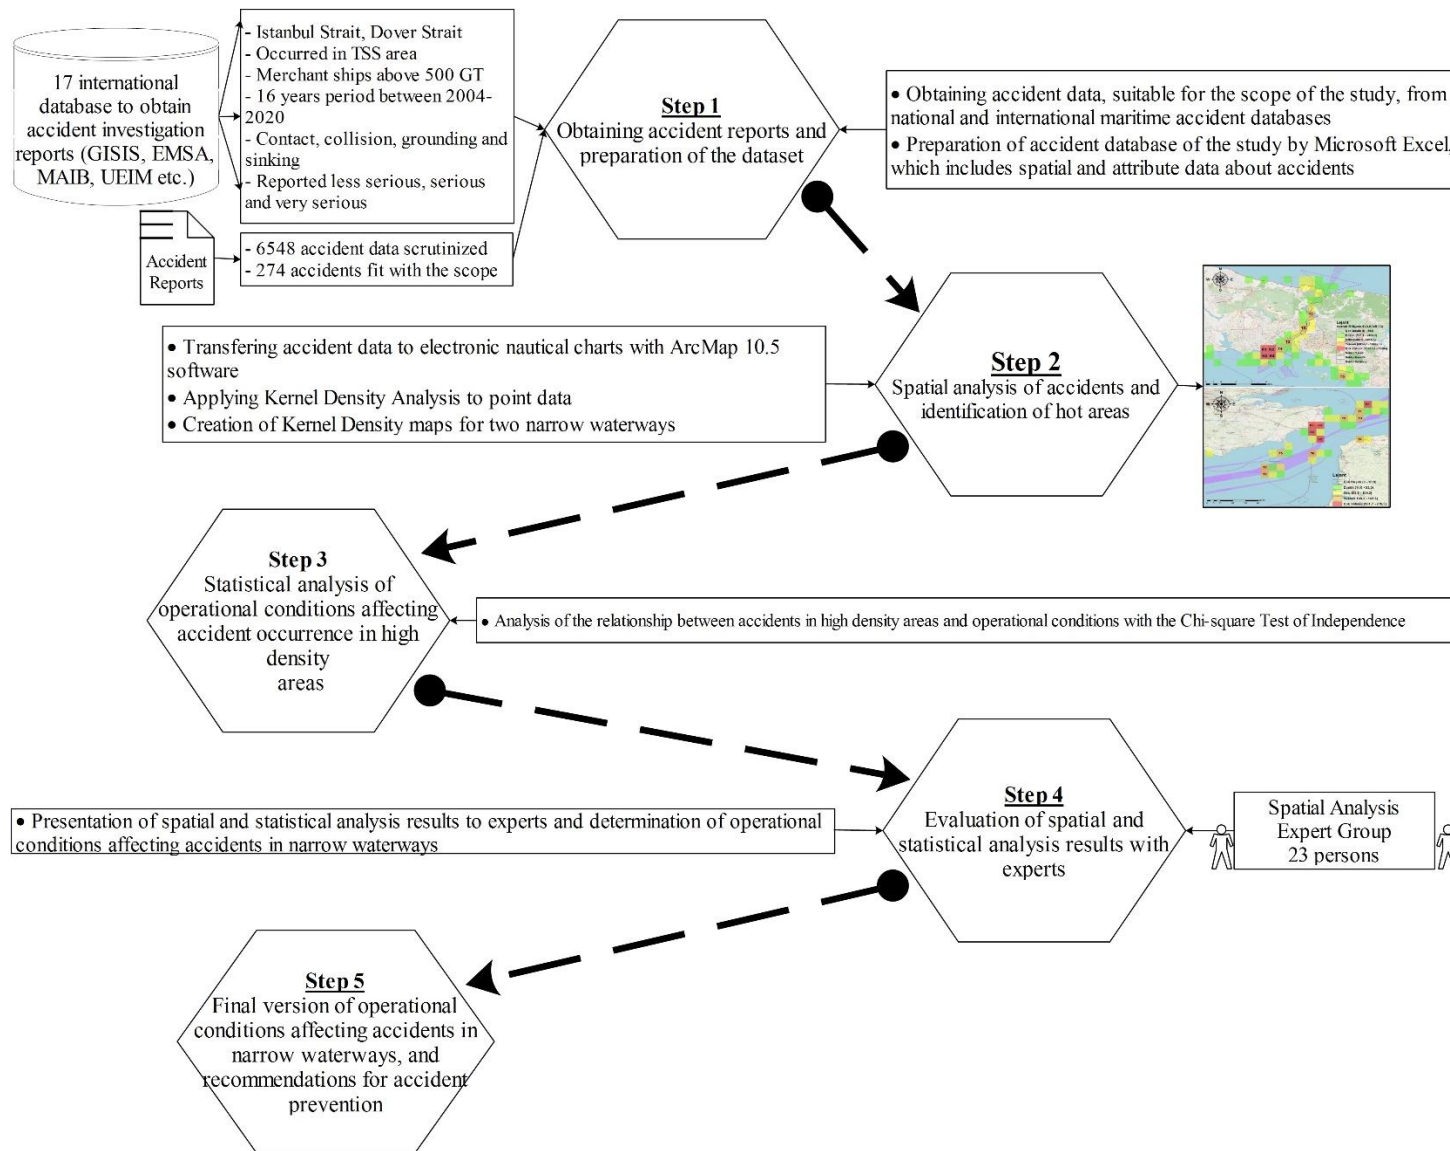 17 international
database to obtain
accident investigation
reports (GISIS, EMSA,
MAIB, UEIM etc.)
Accident
Reports
- Istanbul Strait, Dover Strait
- Occurred in TSS area
- Merchant ships above 500 GT
- 16 years period between 2004-
2020
- Contact, collision, grounding and
sinking
- Reported less serious, serious
and very serious
- 6548 accident data scrutinized
- 274 accidents fit with the scope
Step 1
Obtaining accident reports and
preparation of the dataset
• Obtaining accident data, suitable for the scope of the study, from
national and international maritime accident databases
• Preparation of accident database of the study by Microsoft Excel,
which includes spatial and attribute data about accidents
• Transfering accident data to electronic nautical charts with ArcMap 10.5
software
• Applying Kernel Density Analysis to point data
• Creation of Kernel Density maps for two narrow waterways
Step 2
Spatial analysis of accidents and
identification of hot areas
Step 3
Statistical analysis of
operational conditions affecting
accident occurrence in high
density
areas
• Analysis of the relationship between accidents in high density areas and operational conditions with the Chi-square Test of Independence
• Presentation of spatial and statistical analysis results to experts and determination of operational
conditions affecting accidents in narrow waterways
Step 4
Evaluation of spatial and
statistical analysis results with
experts
Spatial Analysis
Expert Group
23 persons
Step 5
Final version of operational
conditions affecting accidents in
narrow waterways, and
recommendations for accident
prevention